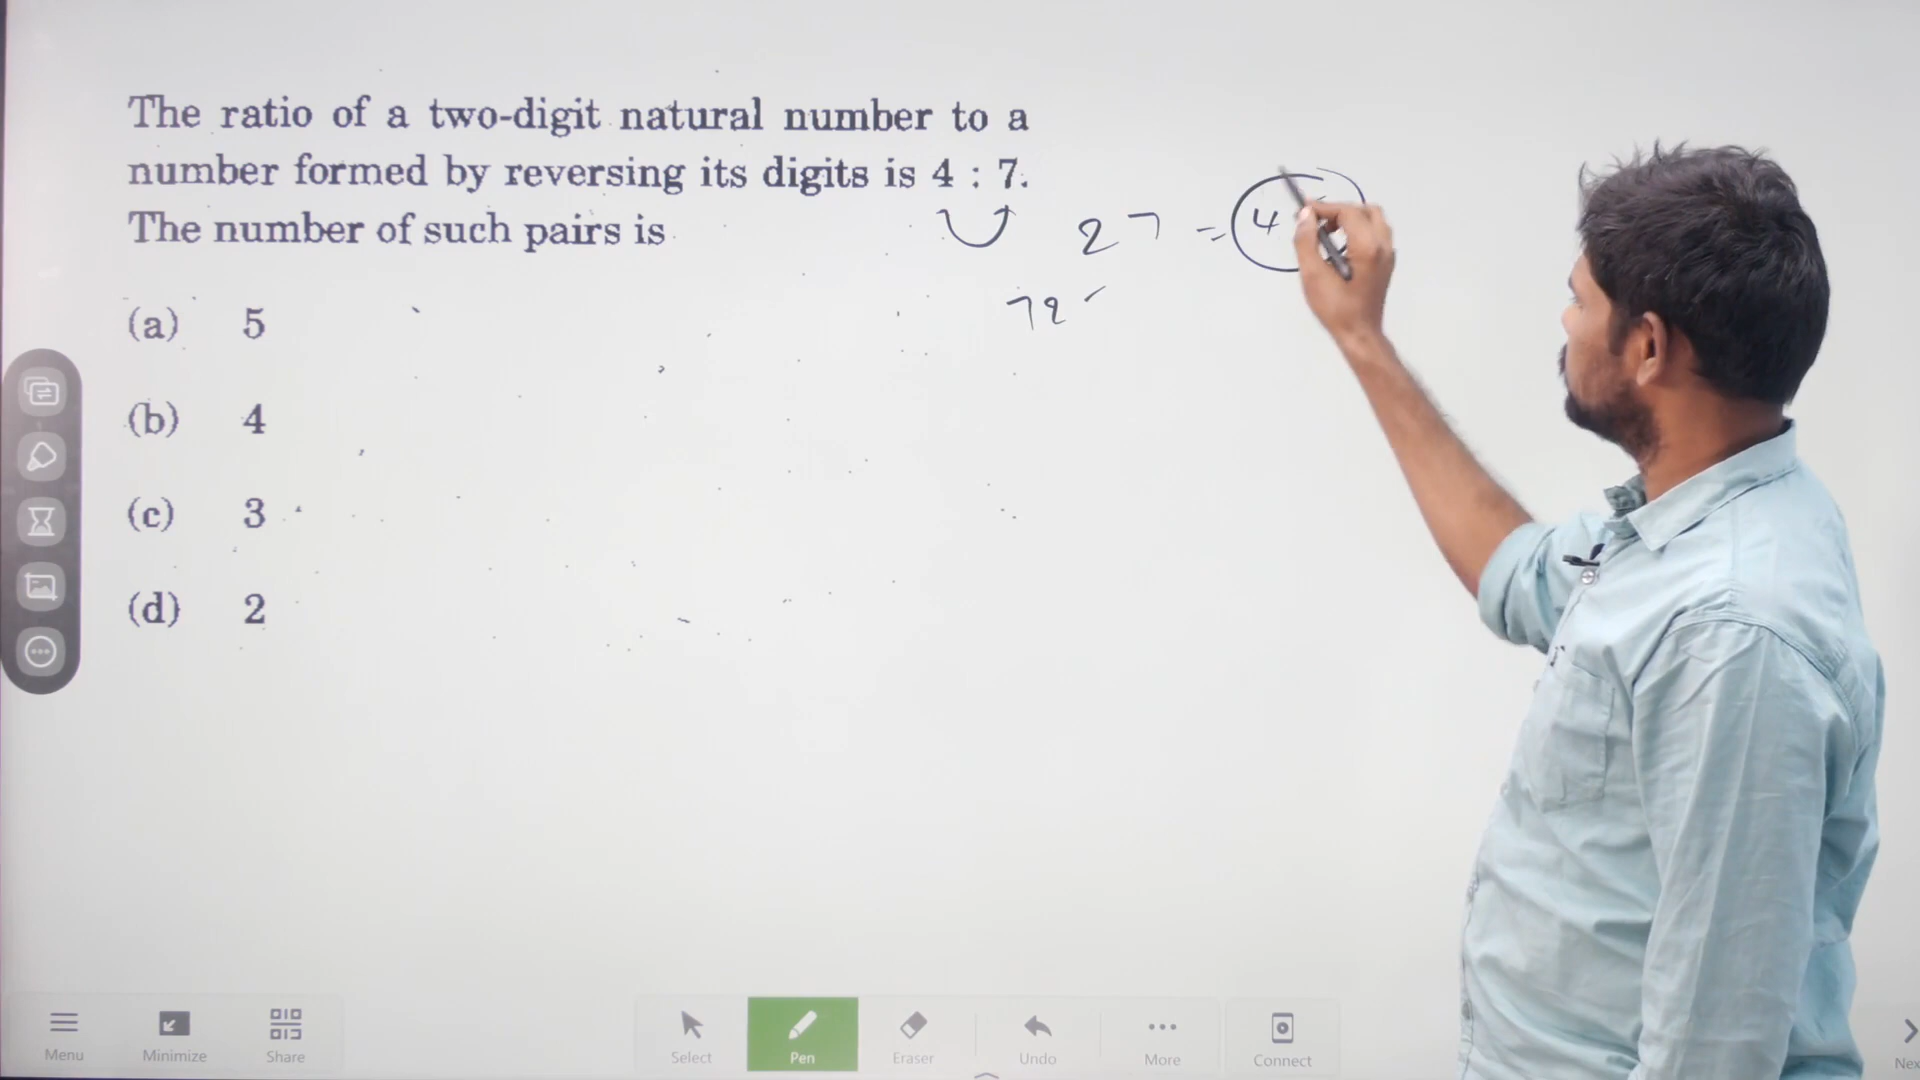 The ratio of a two-digit natural number to a
number formed by reversing its digits is 4 : 7.
The number of such pairs is
27 = 4
72
(a) 5
(b) 4
(c) 3
(d) 2
Menu
Minimize
Share
Select
Pen
Eraser
Undo
More
Connect
Nex